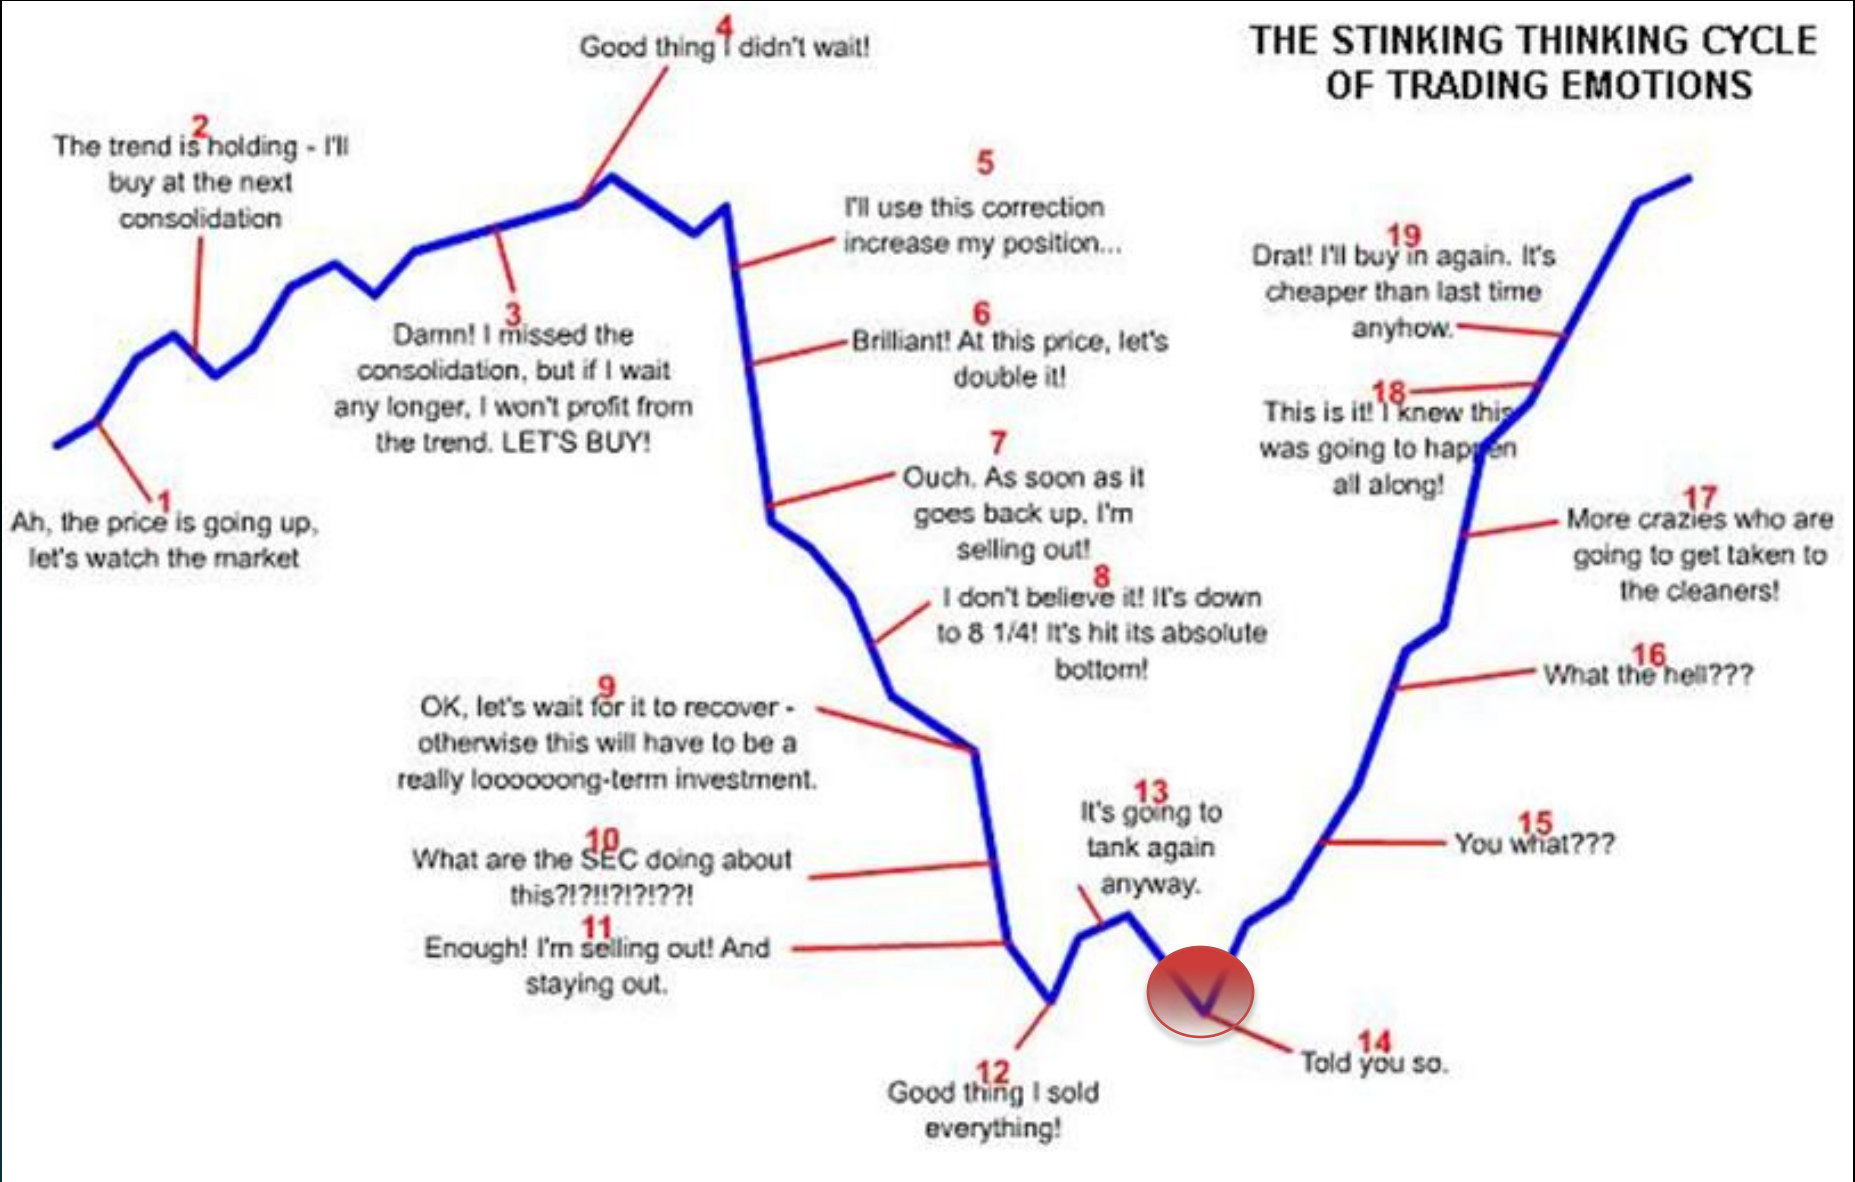 THE STINKING THINKING CYCLE
OF TRADING EMOTIONS
1
Ah, the price is going up,
let's watch the market
2
The trend is holding - I'll
buy at the next
consolidation
3
Damn! I missed the
consolidation, but if I wait
any longer, I won't profit from
the trend. LET'S BUY!
4
Good thing I didn't wait!
5
I'll use this correction
increase my position...
6
Brilliant! At this price, let's
double it!
7
Ouch. As soon as it
goes back up, I'm
selling out!
8
I don't believe it! It's down
to 8 1/4! It's hit its absolute
bottom!
9
OK, let's wait for it to recover -
otherwise this will have to be a
really loooooong-term investment.
10
What are the SEC doing about
this?!?!!?!?!??!
11
Enough! I'm selling out! And
staying out.
12
Good thing I sold
everything!
13
It's going to
tank again
anyway.
14
Told you so.
15
You what???
16
What the hell???
17
More crazies who are
going to get taken to
the cleaners!
18
This is it! I knew this
was going to happen
all along!
19
Drat! I'll buy in again. It's
cheaper than last time
anyhow.